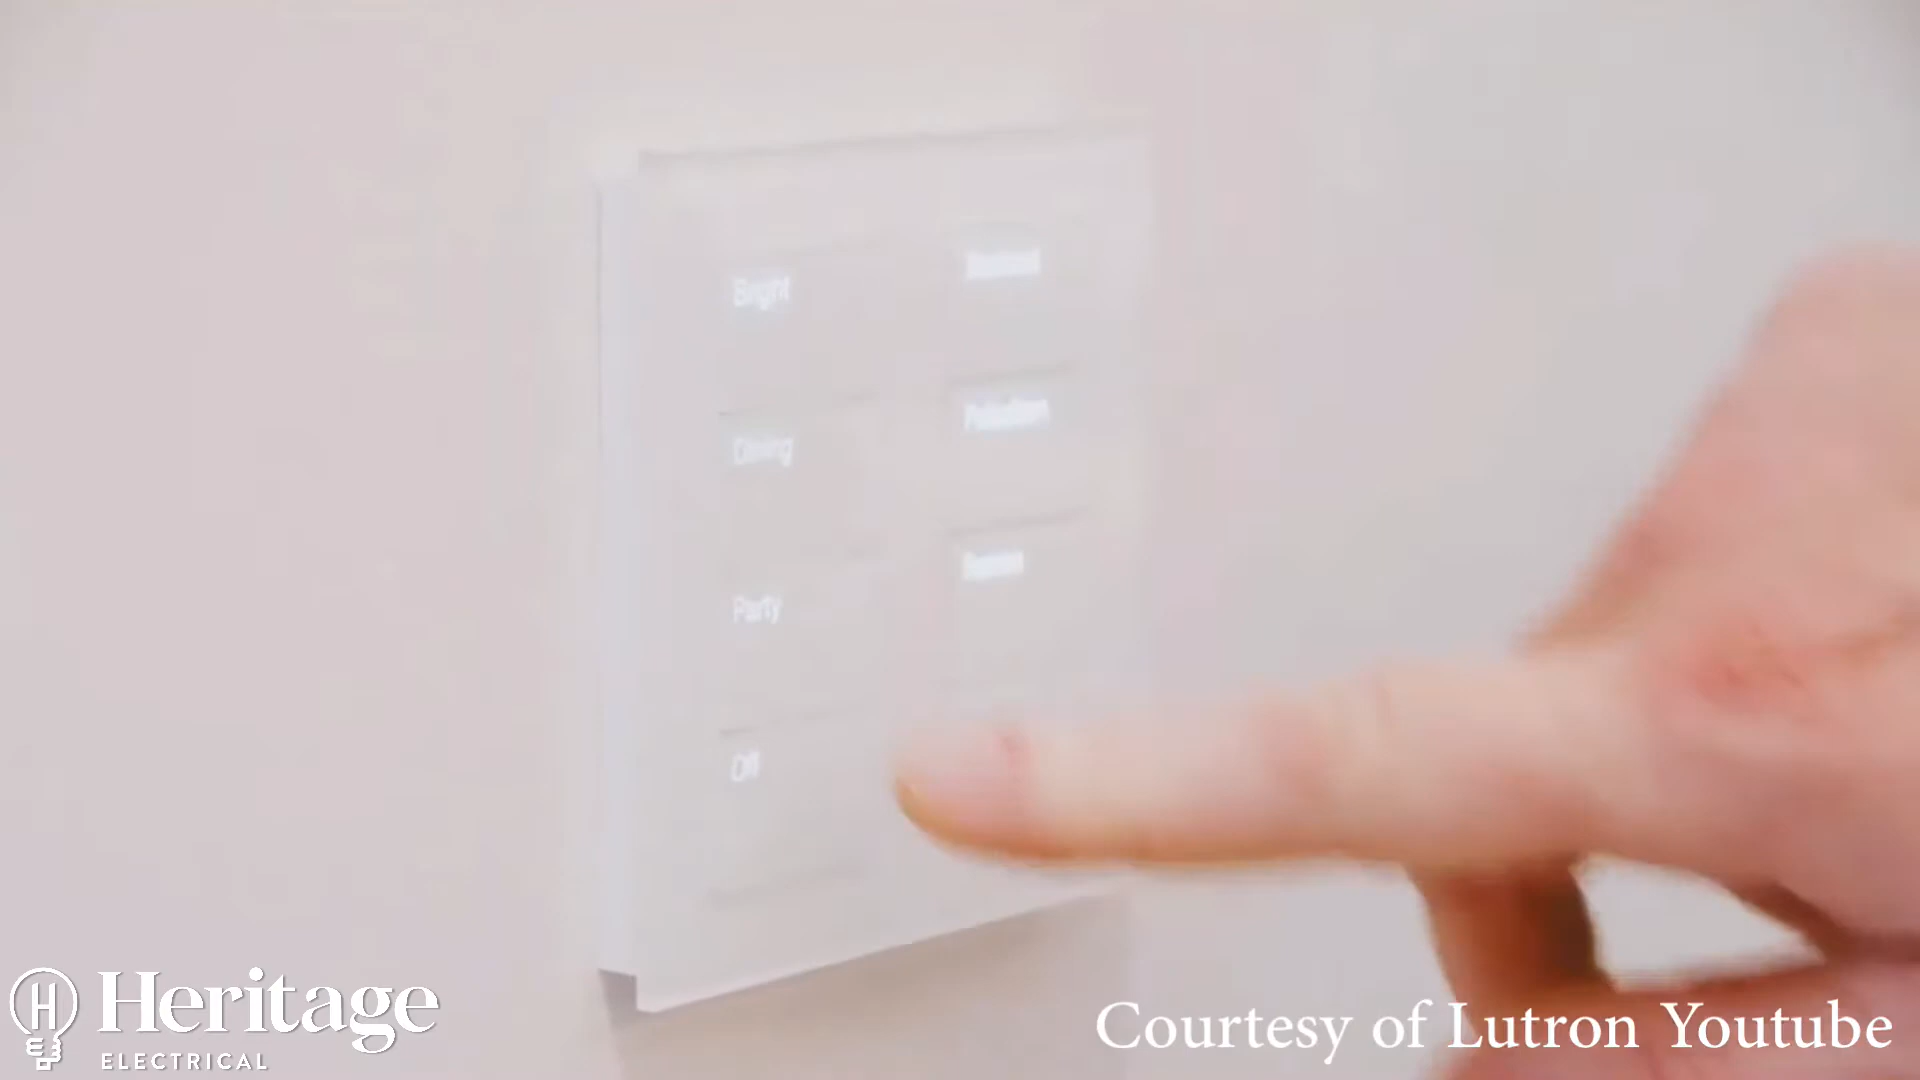 Bright
Dining
Party
Off
Heritage
ELECTRICAL
Courtesy of Lutron Youtube